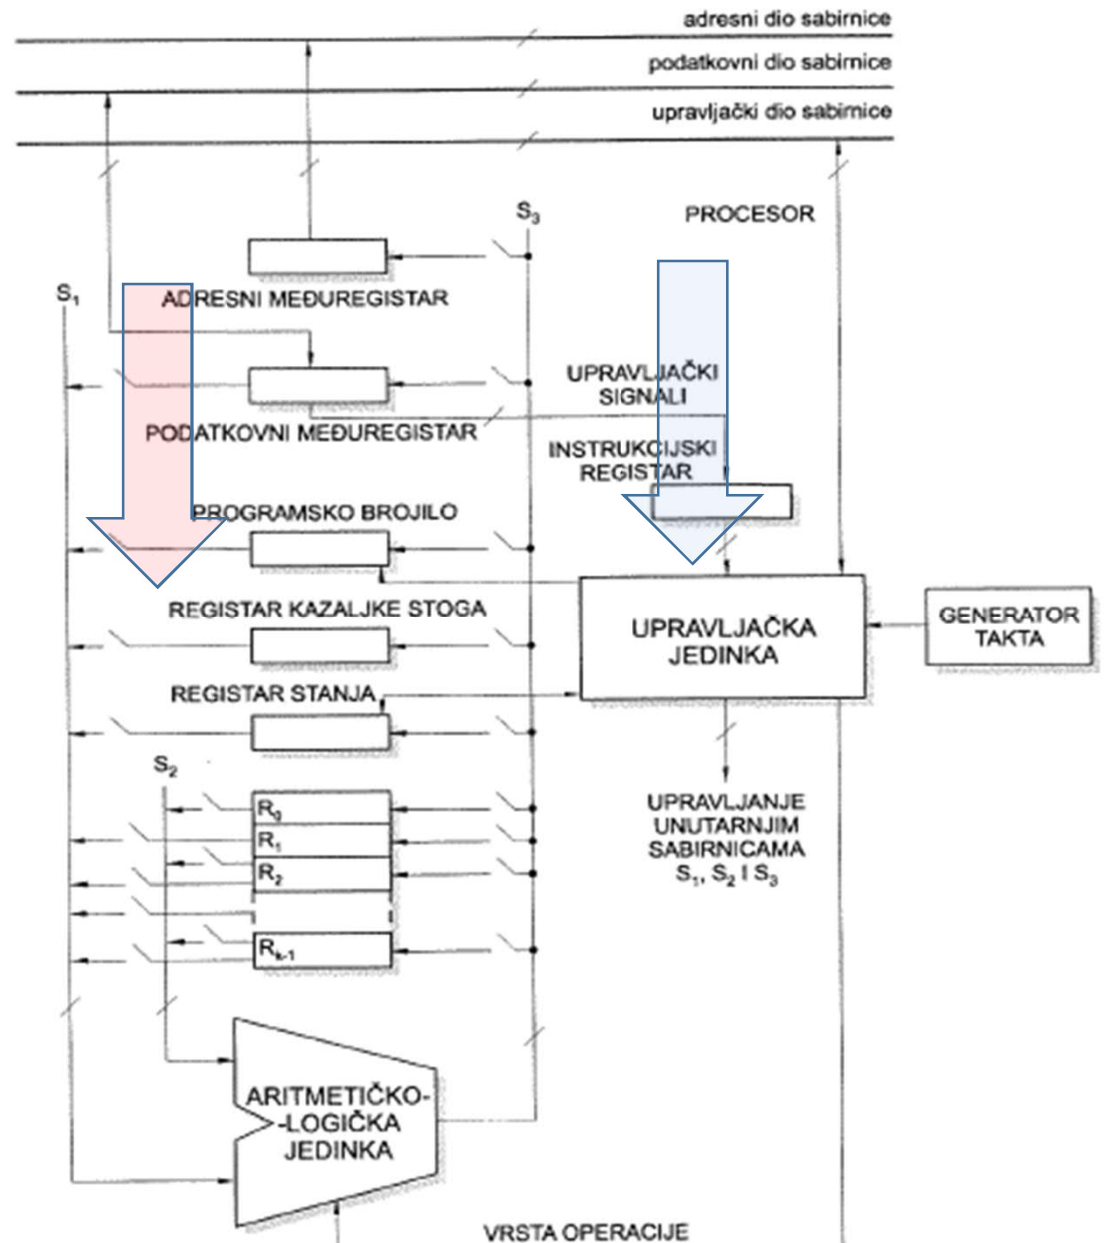 adresni dio sabirnice
podatkovni dio sabirnice
upravljački dio sabirnice
S3
PROCESOR
S1
ADRESNI MEĐUREGISTAR
UPRAVLJAČKI
SIGNALI
PODATKOVNI MEĐUREGISTAR
INSTRUKCIJSKI
REGISTAR
PROGRAMSKO BROJILO
REGISTAR KAZALJKE STOGA
UPRAVLJAČKA
JEDINKA
GENERATOR
TAKTA
REGISTAR STANJA
S2
R0
R1
R2
Rk-1
UPRAVLJANJE
UNUTARNJIM
SABIRNICAMA
S1, S2 I S3
ARITMETIČKO-
-LOGIČKA
JEDINKA
VRSTA OPERACIJE